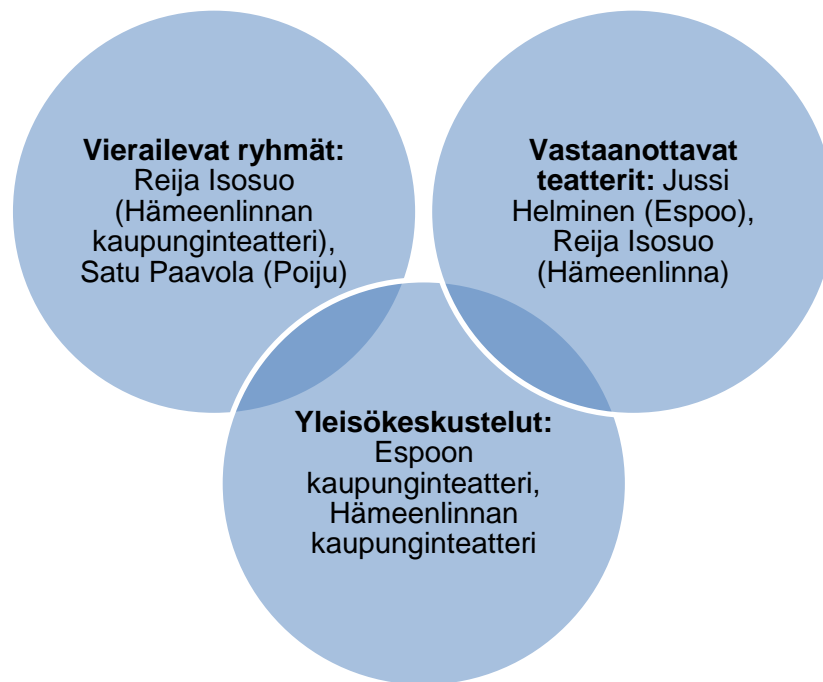 Vierailevat ryhmät:
Reija Isosuo
(Hämeenlinnan
kaupunginteatteri),
Satu Paavola (Poiju)
Vastaanottavat
teatterit: Jussi
Helminen (Espoo),
Reija Isosuo
(Hämeenlinna)
Yleisökeskustelut:
Espoon
kaupunginteatteri,
Hämeenlinnan
kaupunginteatteri